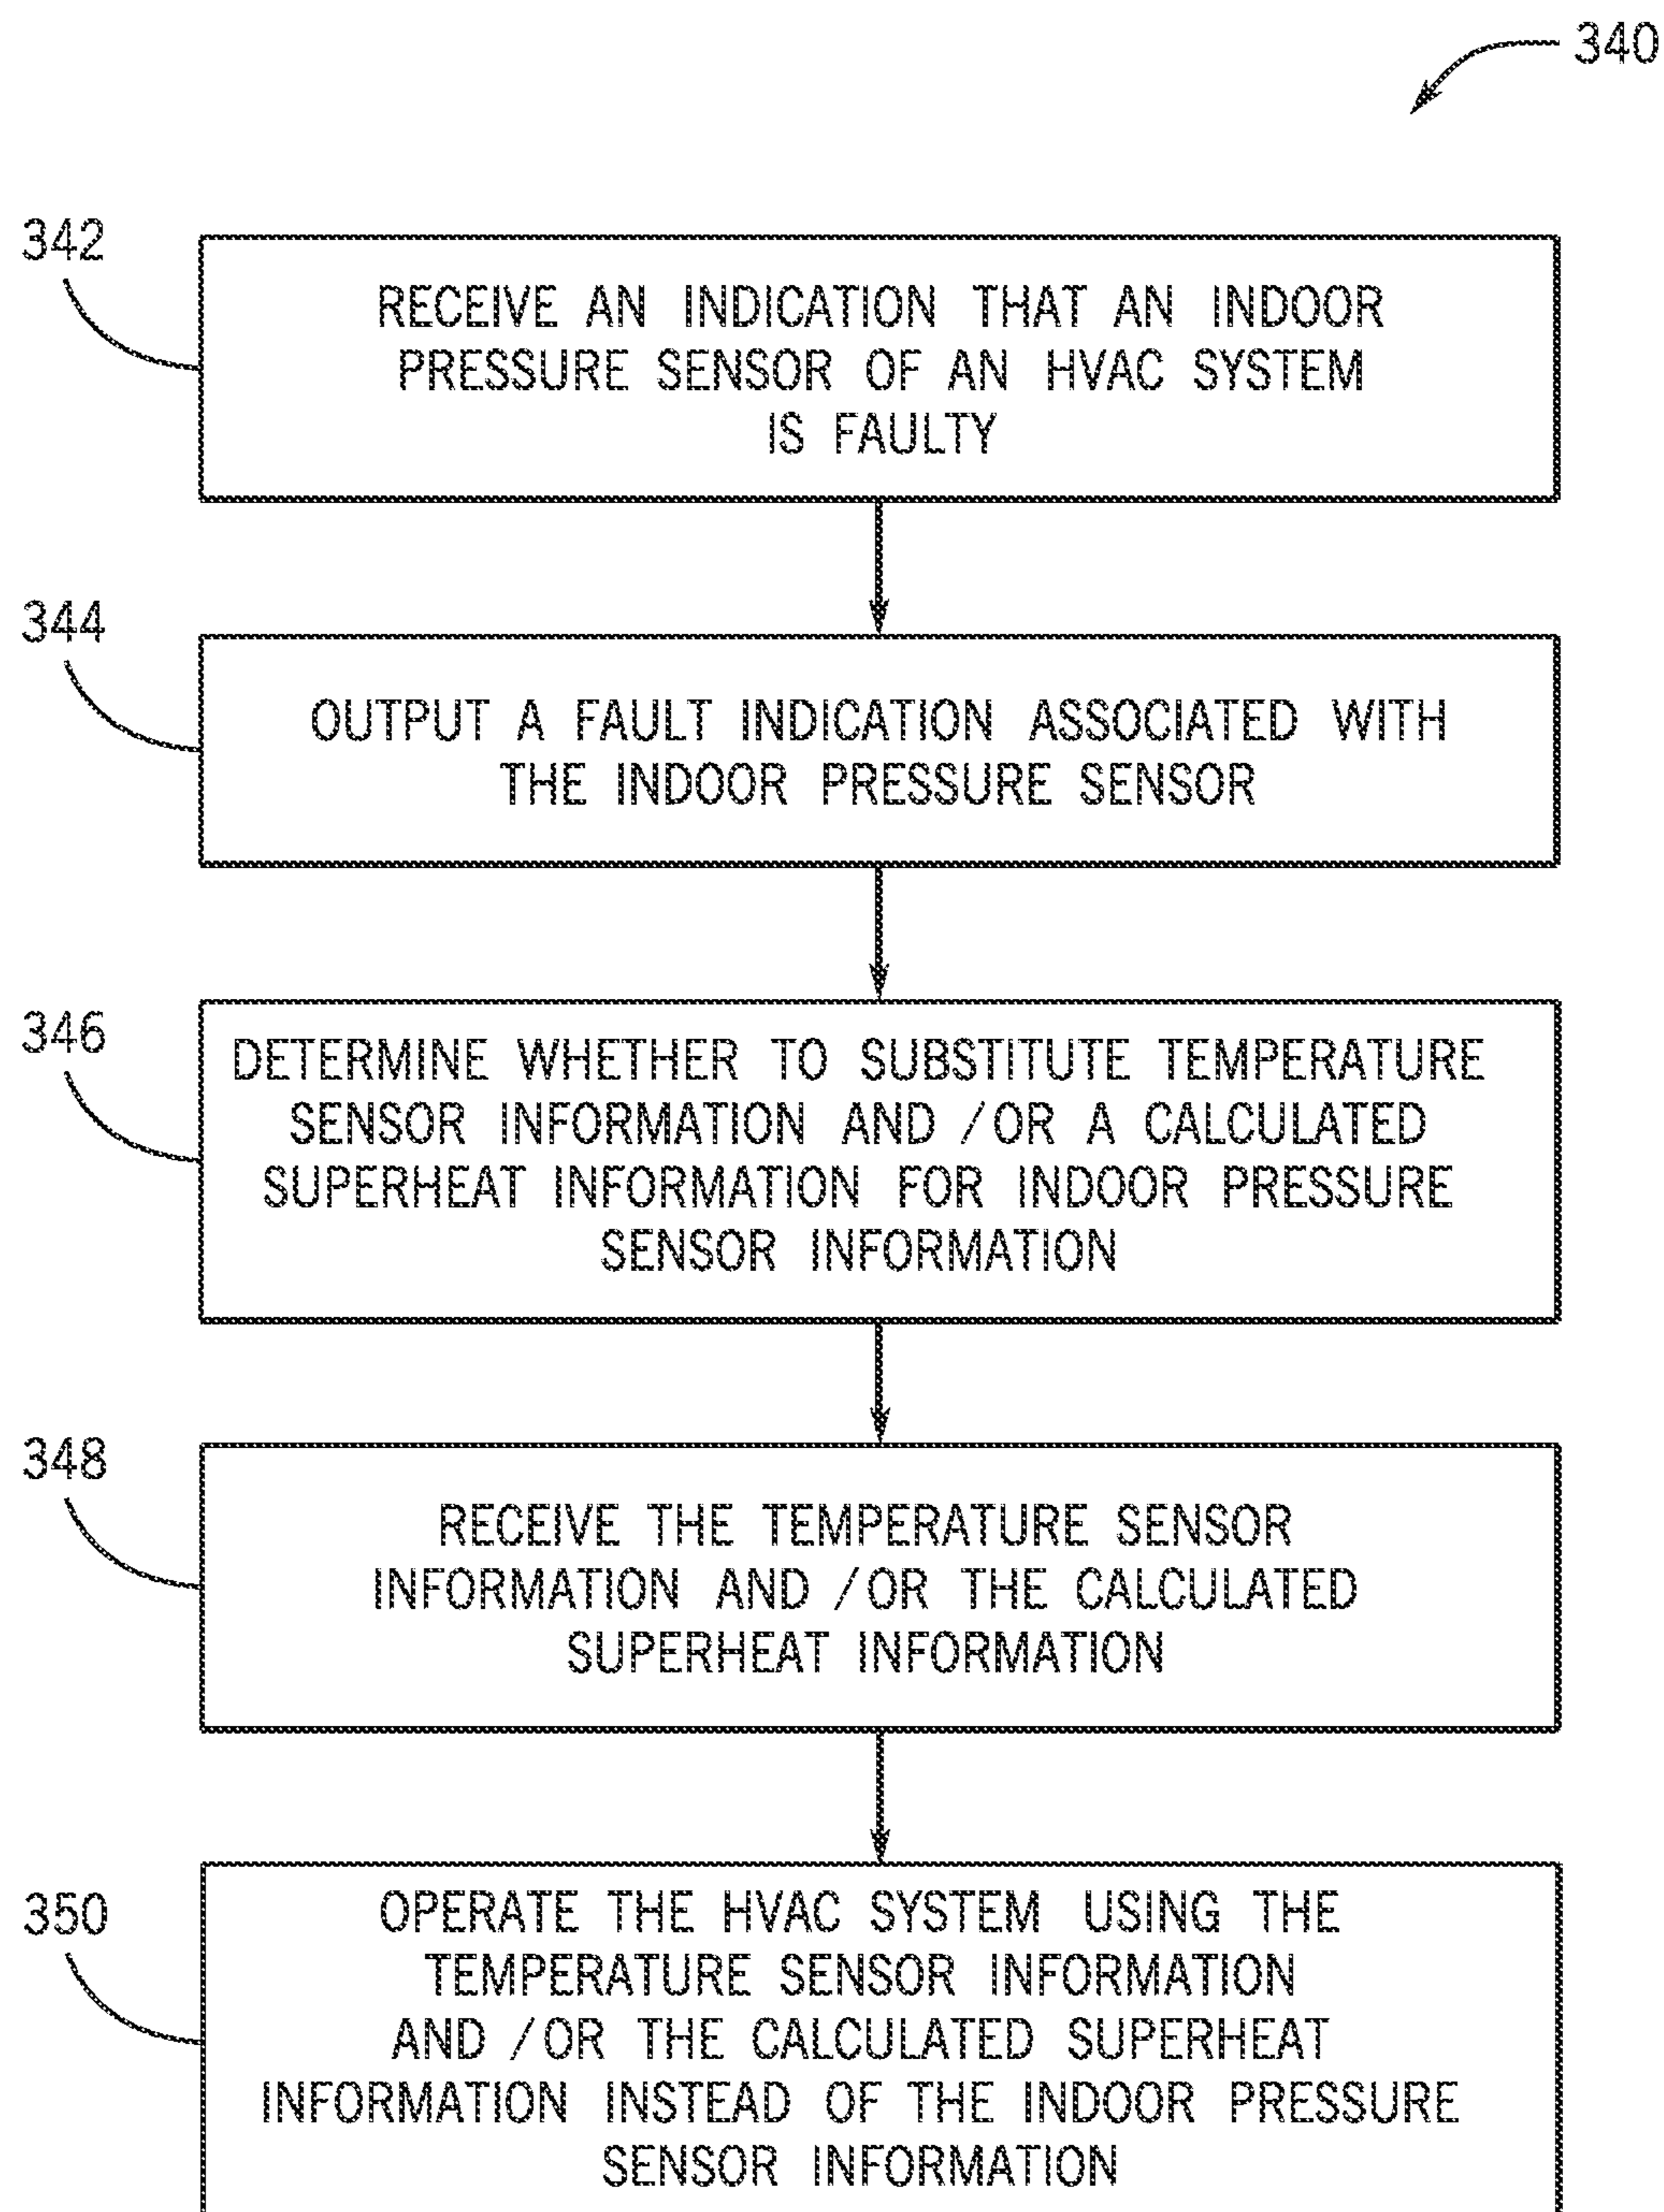 340
342
RECEIVE AN INDICATION THAT AN INDOOR
PRESSURE SENSOR OF AN HVAC SYSTEM
IS FAULTY
344
OUTPUT A FAULT INDICATION ASSOCIATED WITH
THE INDOOR PRESSURE SENSOR
346
DETERMINE WHETHER TO SUBSTITUTE TEMPERATURE
SENSOR INFORMATION AND /OR A CALCULATED
SUPERHEAT INFORMATION FOR INDOOR PRESSURE
SENSOR INFORMATION
348
RECEIVE THE TEMPERATURE SENSOR
INFORMATION AND /OR THE CALCULATED
SUPERHEAT INFORMATION
350
OPERATE THE HVAC SYSTEM USING THE
TEMPERATURE SENSOR INFORMATION
AND /OR THE CALCULATED SUPERHEAT
INFORMATION INSTEAD OF THE INDOOR PRESSURE
SENSOR INFORMATION